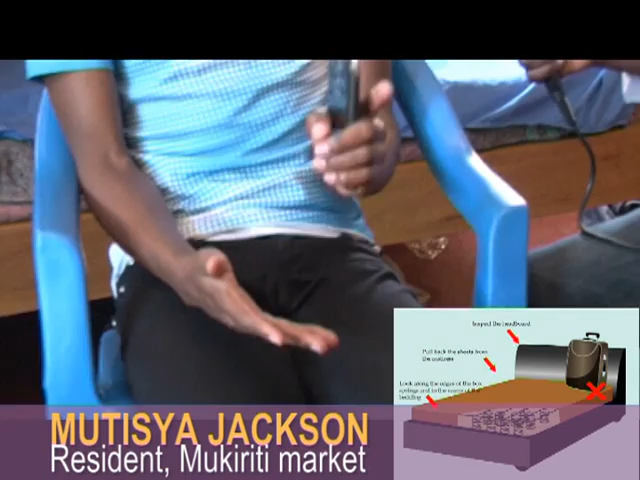 Inspect the headboard
Pull back the sheets from
the mattress
Look along the edges of the box
springs and in the seams of the
bedding
MUTISYA JACKSON
Resident, Mukiriti market